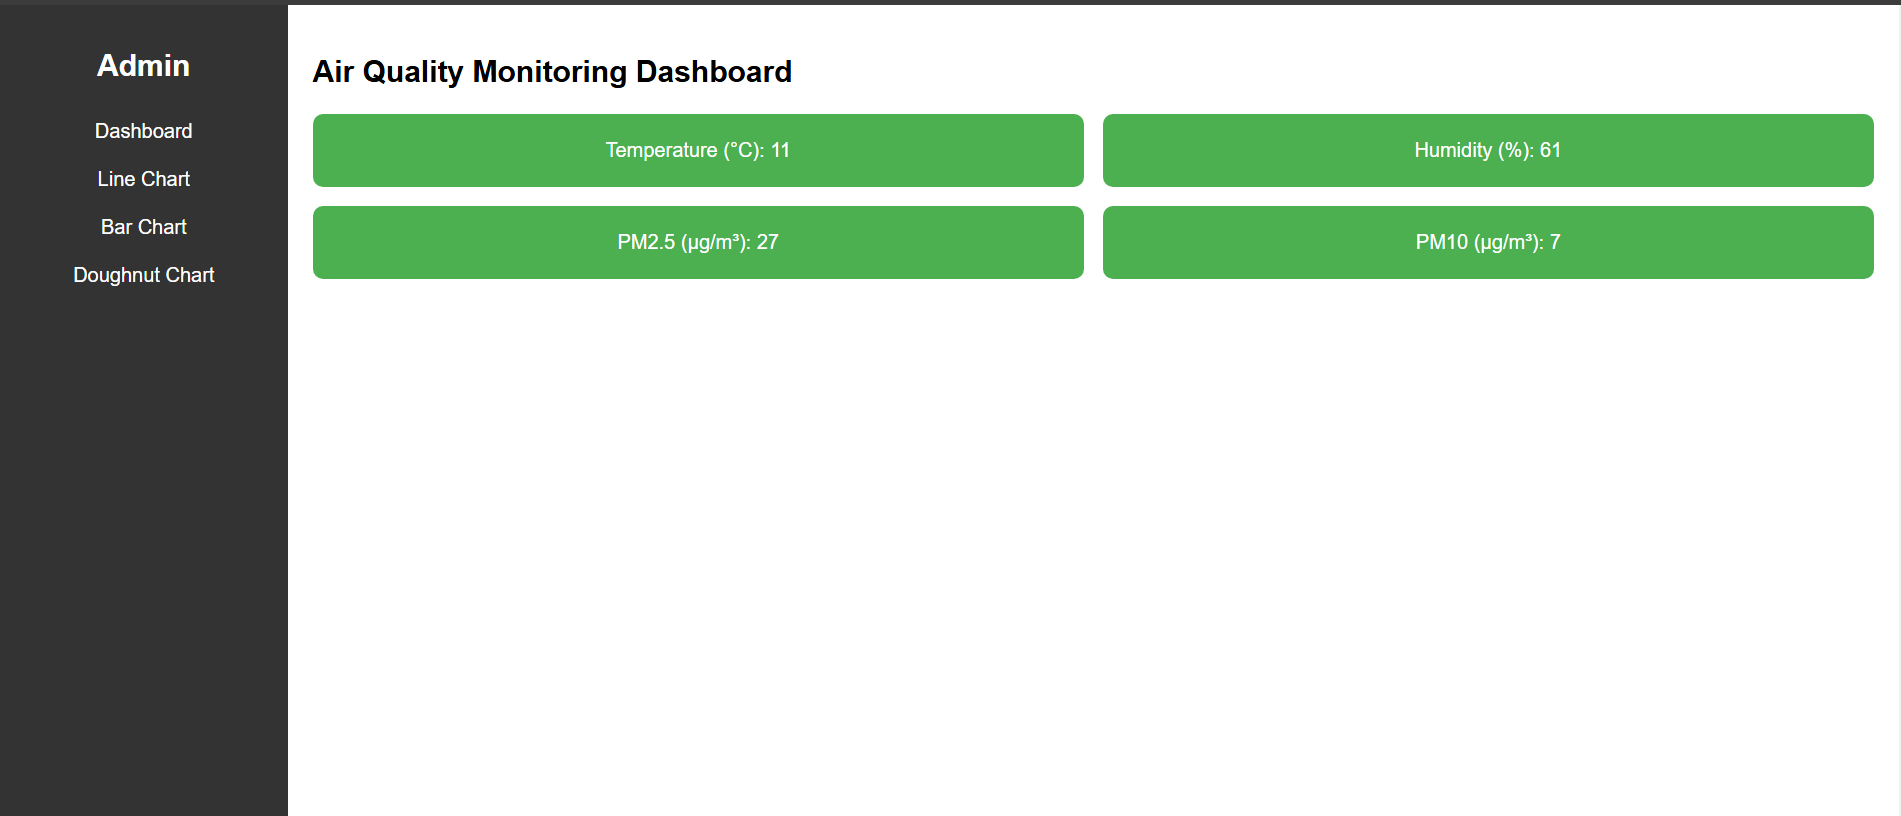 Admin
Dashboard
Line Chart
Bar Chart
Doughnut Chart
Air Quality Monitoring Dashboard
Temperature (°C): 11
Humidity (%): 61
PM2.5 (µg/m³): 27
PM10 (µg/m³): 7